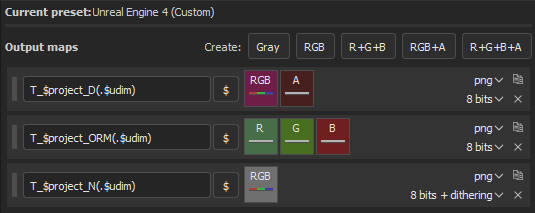 Current preset:Unreal Engine 4 (Custom)
Output maps Create: Gray RGB R+G+B RGB+A R+G+B+A
T_$project_D(.$udim) $ RGB A png
8 bits
T_$project_ORM(.$udim) $ R G B png
8 bits
T_$project_N(.$udim) $ RGB png
8 bits + dithering